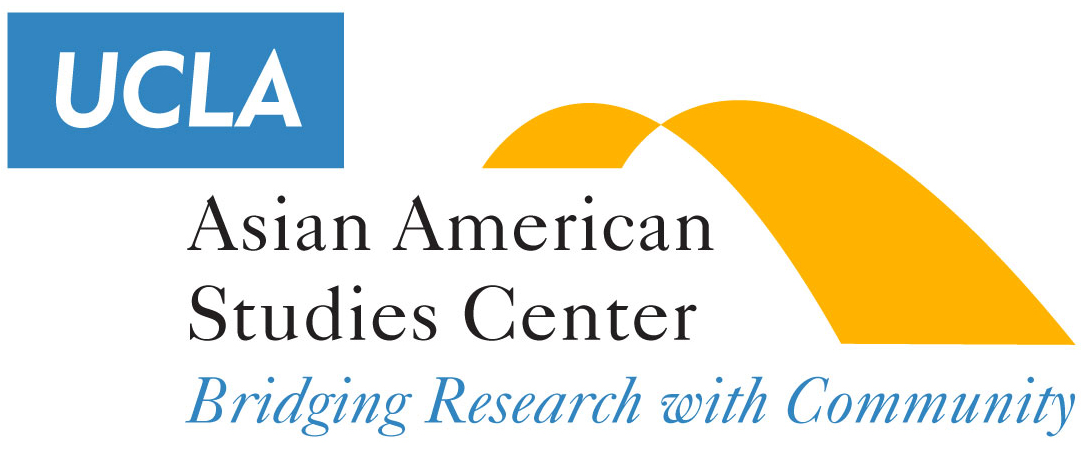 UCLA
Asian American
Studies Center
Bridging Research with Community